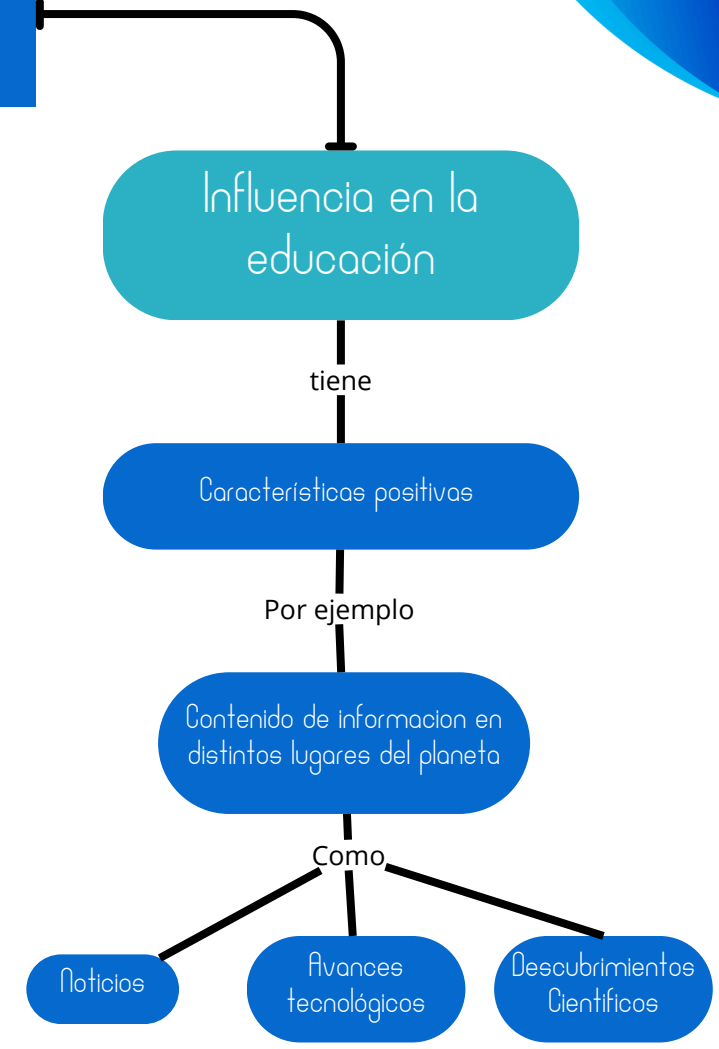 Influencia en la
educación
tiene
Características positivas
Por ejemplo
Contenido de informacion en
distintos lugares del planeta
Como
Noticios
Avances
tecnológicos
Descubrimientos
Cientificos